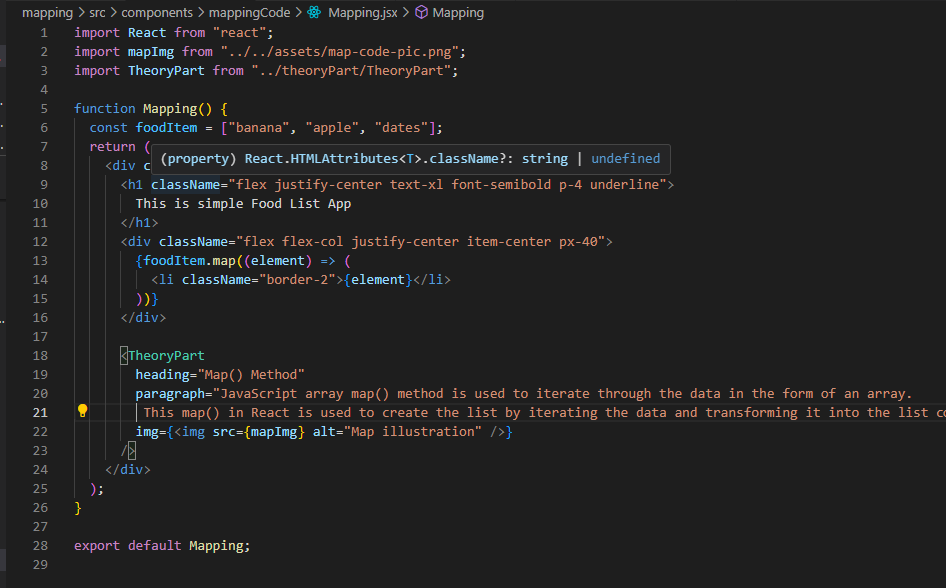 mapping > src > components > mappingCode > Mapping.jsx > Mapping
1 import React from "react";
2 import mapImg from "../../assets/map-code-pic.png";
3 import TheoryPart from "../theoryPart/TheoryPart";
4
5 function Mapping() {
6 const foodItem = ["banana", "apple", "dates"];
7 return (
(property) React.HTMLAttributes<T>.className?: string | undefined
8 <div c
9 <h1 className="flex justify-center text-xl font-semibold p-4 underline">
10 This is simple Food List App
11 </h1>
12 <div className="flex flex-col justify-center item-center px-40">
13 {foodItem.map((element) => (
14 <li className="border-2">{element}</li>
15 ))}
16 </div>
17
18 <TheoryPart
19 heading="Map() Method"
20 paragraph="JavaScript array map() method is used to iterate through the data in the form of an array.
21 This map() in React is used to create the list by iterating the data and transforming it into the list co
22 img={<img src={mapImg} alt="Map illustration" />}
23 />
24 </div>
25 );
26 }
27
28 export default Mapping;
29